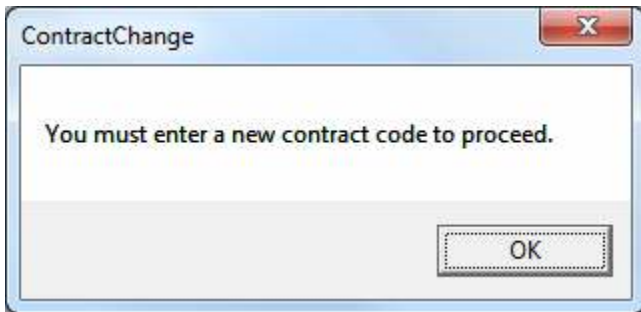 ContractChange
You must enter a new contract code to proceed.
OK